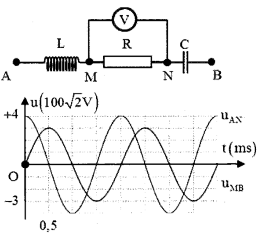 V
L R C
A M N B
u(100√2V)
+4
u_AN
O
t(ms)
-3
u_MB
0,5